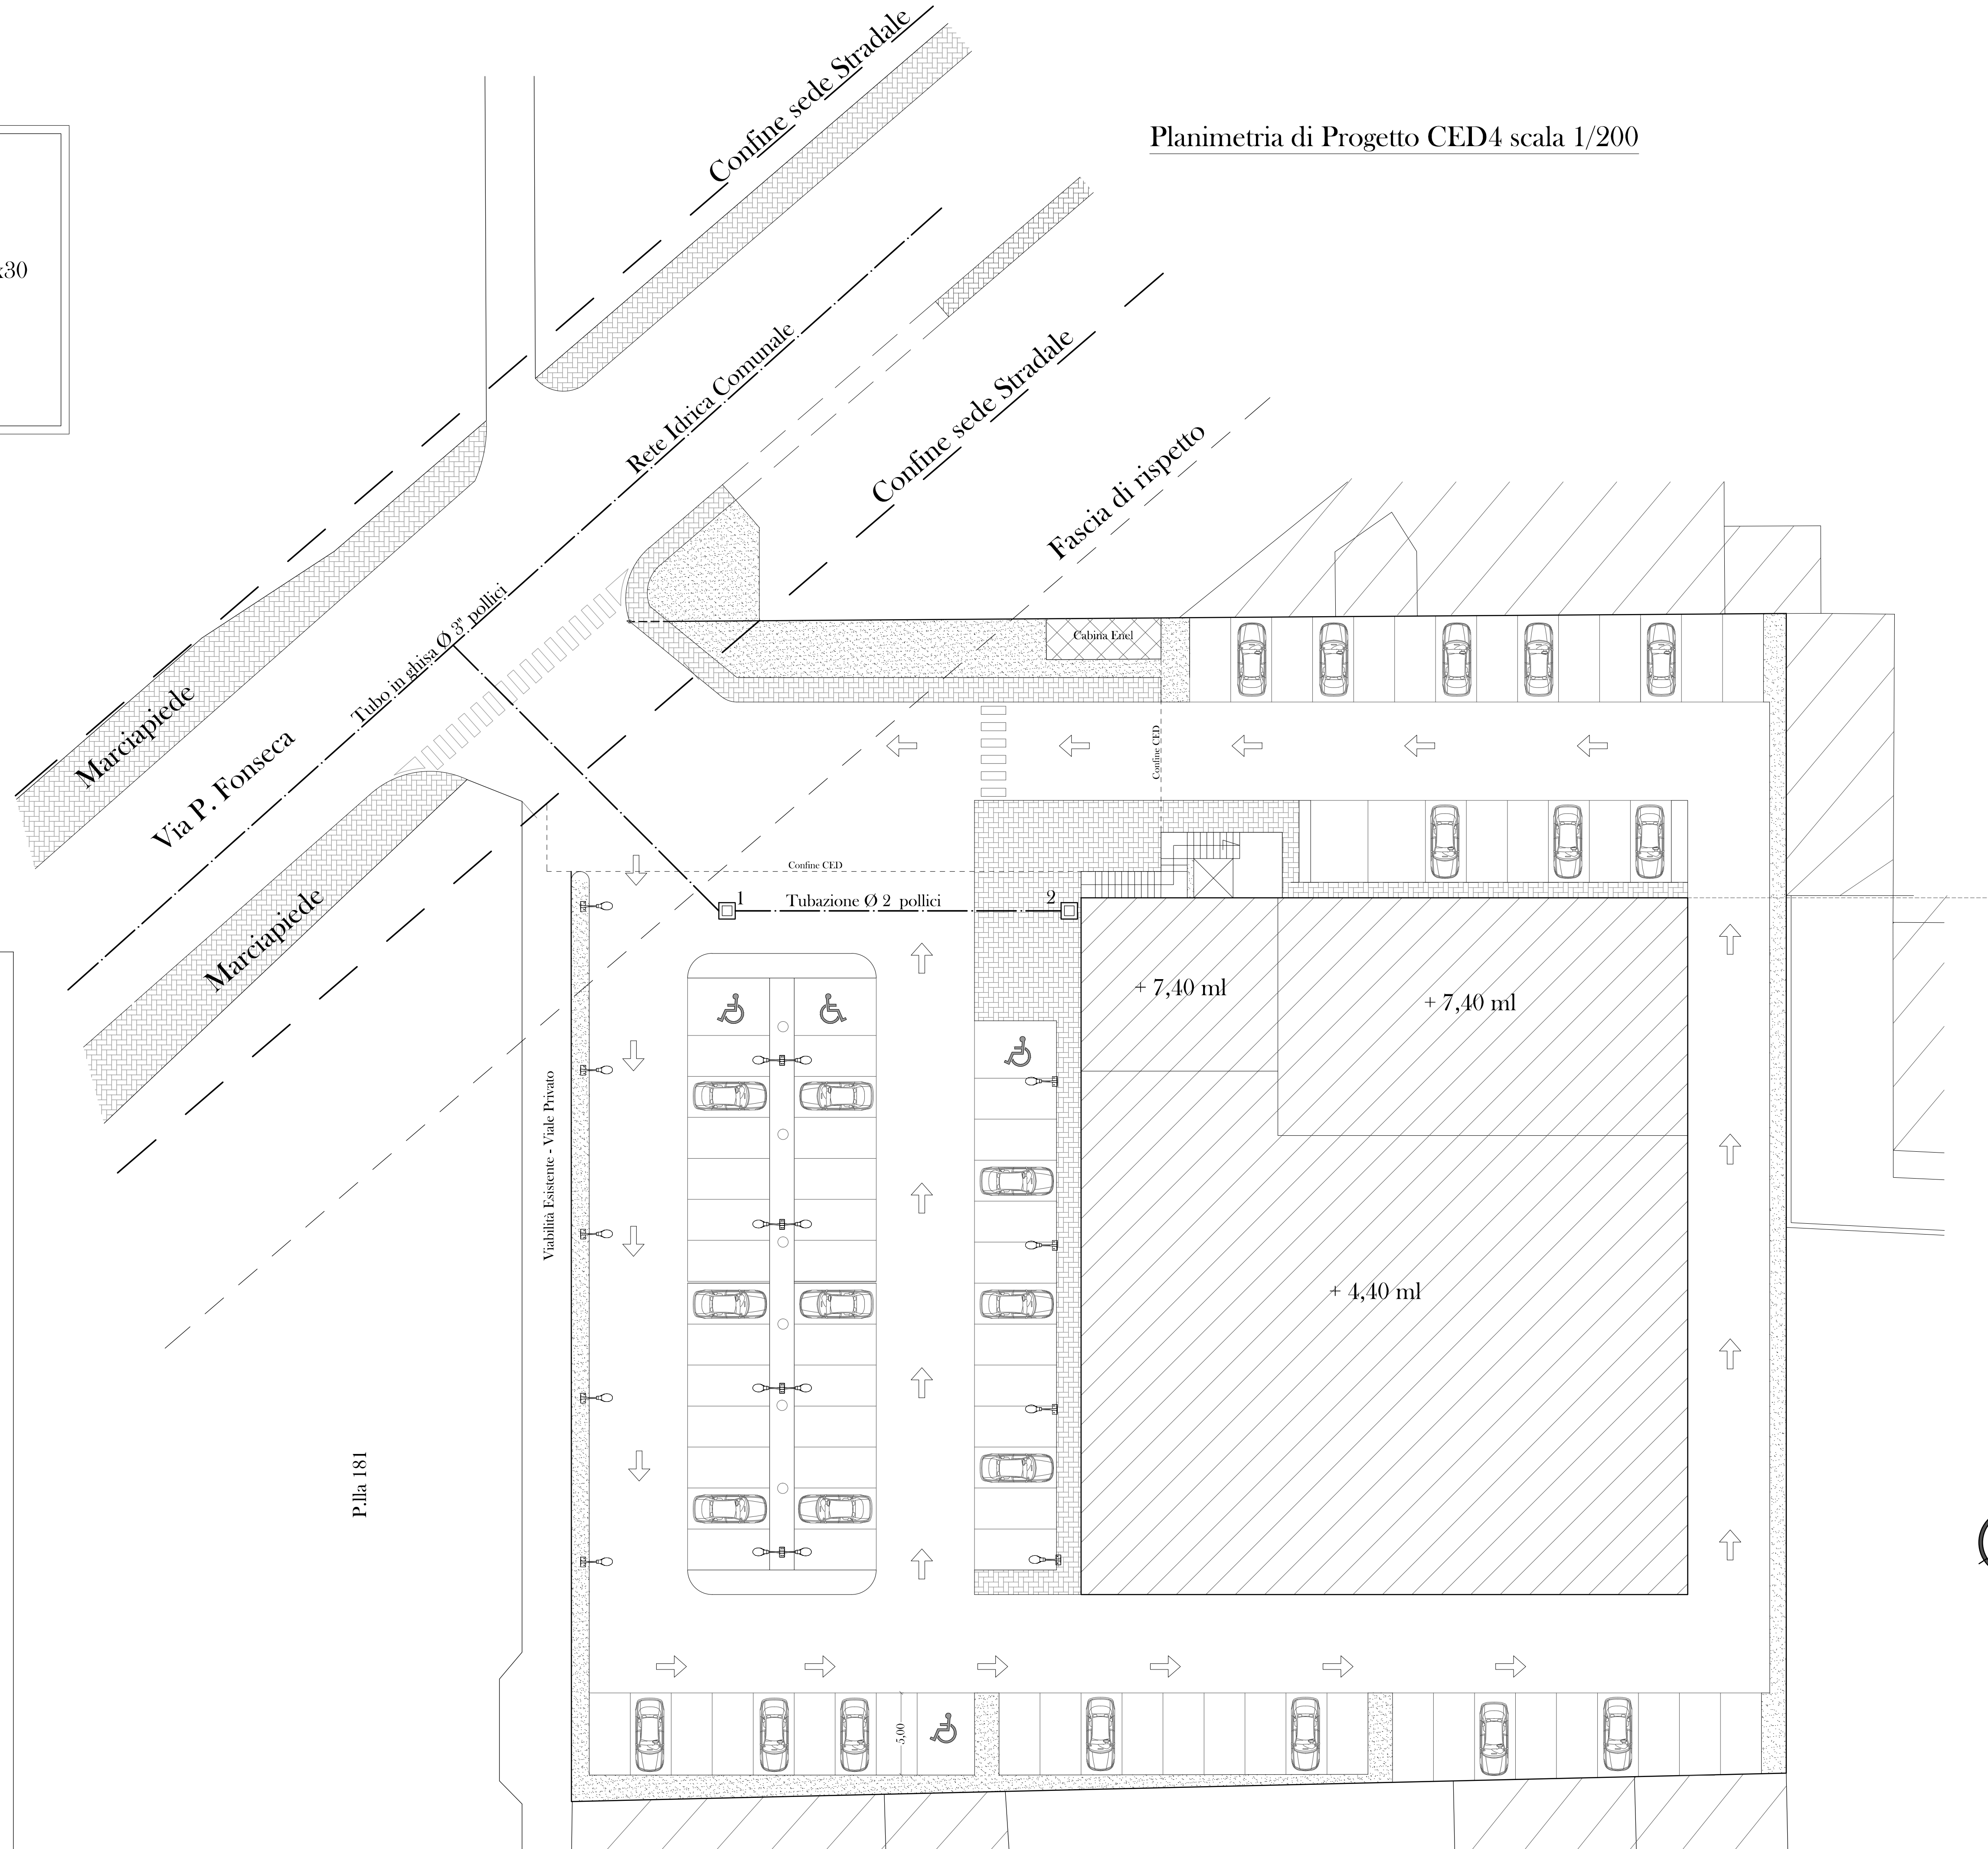 Planimetria di Progetto CED4 scala 1/200
x30
Confine sede Stradale
Rete Idrica Comunale
Confine sede Stradale
Fascia di rispetto
Tubo in ghisa Ø 3" pollici
Marciapiede
Via P. Fonseca
Marciapiede
Cabina Enel
Confine CED
Confine CED
1
Tubazione Ø 2 pollici
2
+ 7,40 ml
+ 7,40 ml
Viabilità Esistente - Viale Privato
+ 4,40 ml
P.lla 181
5,00